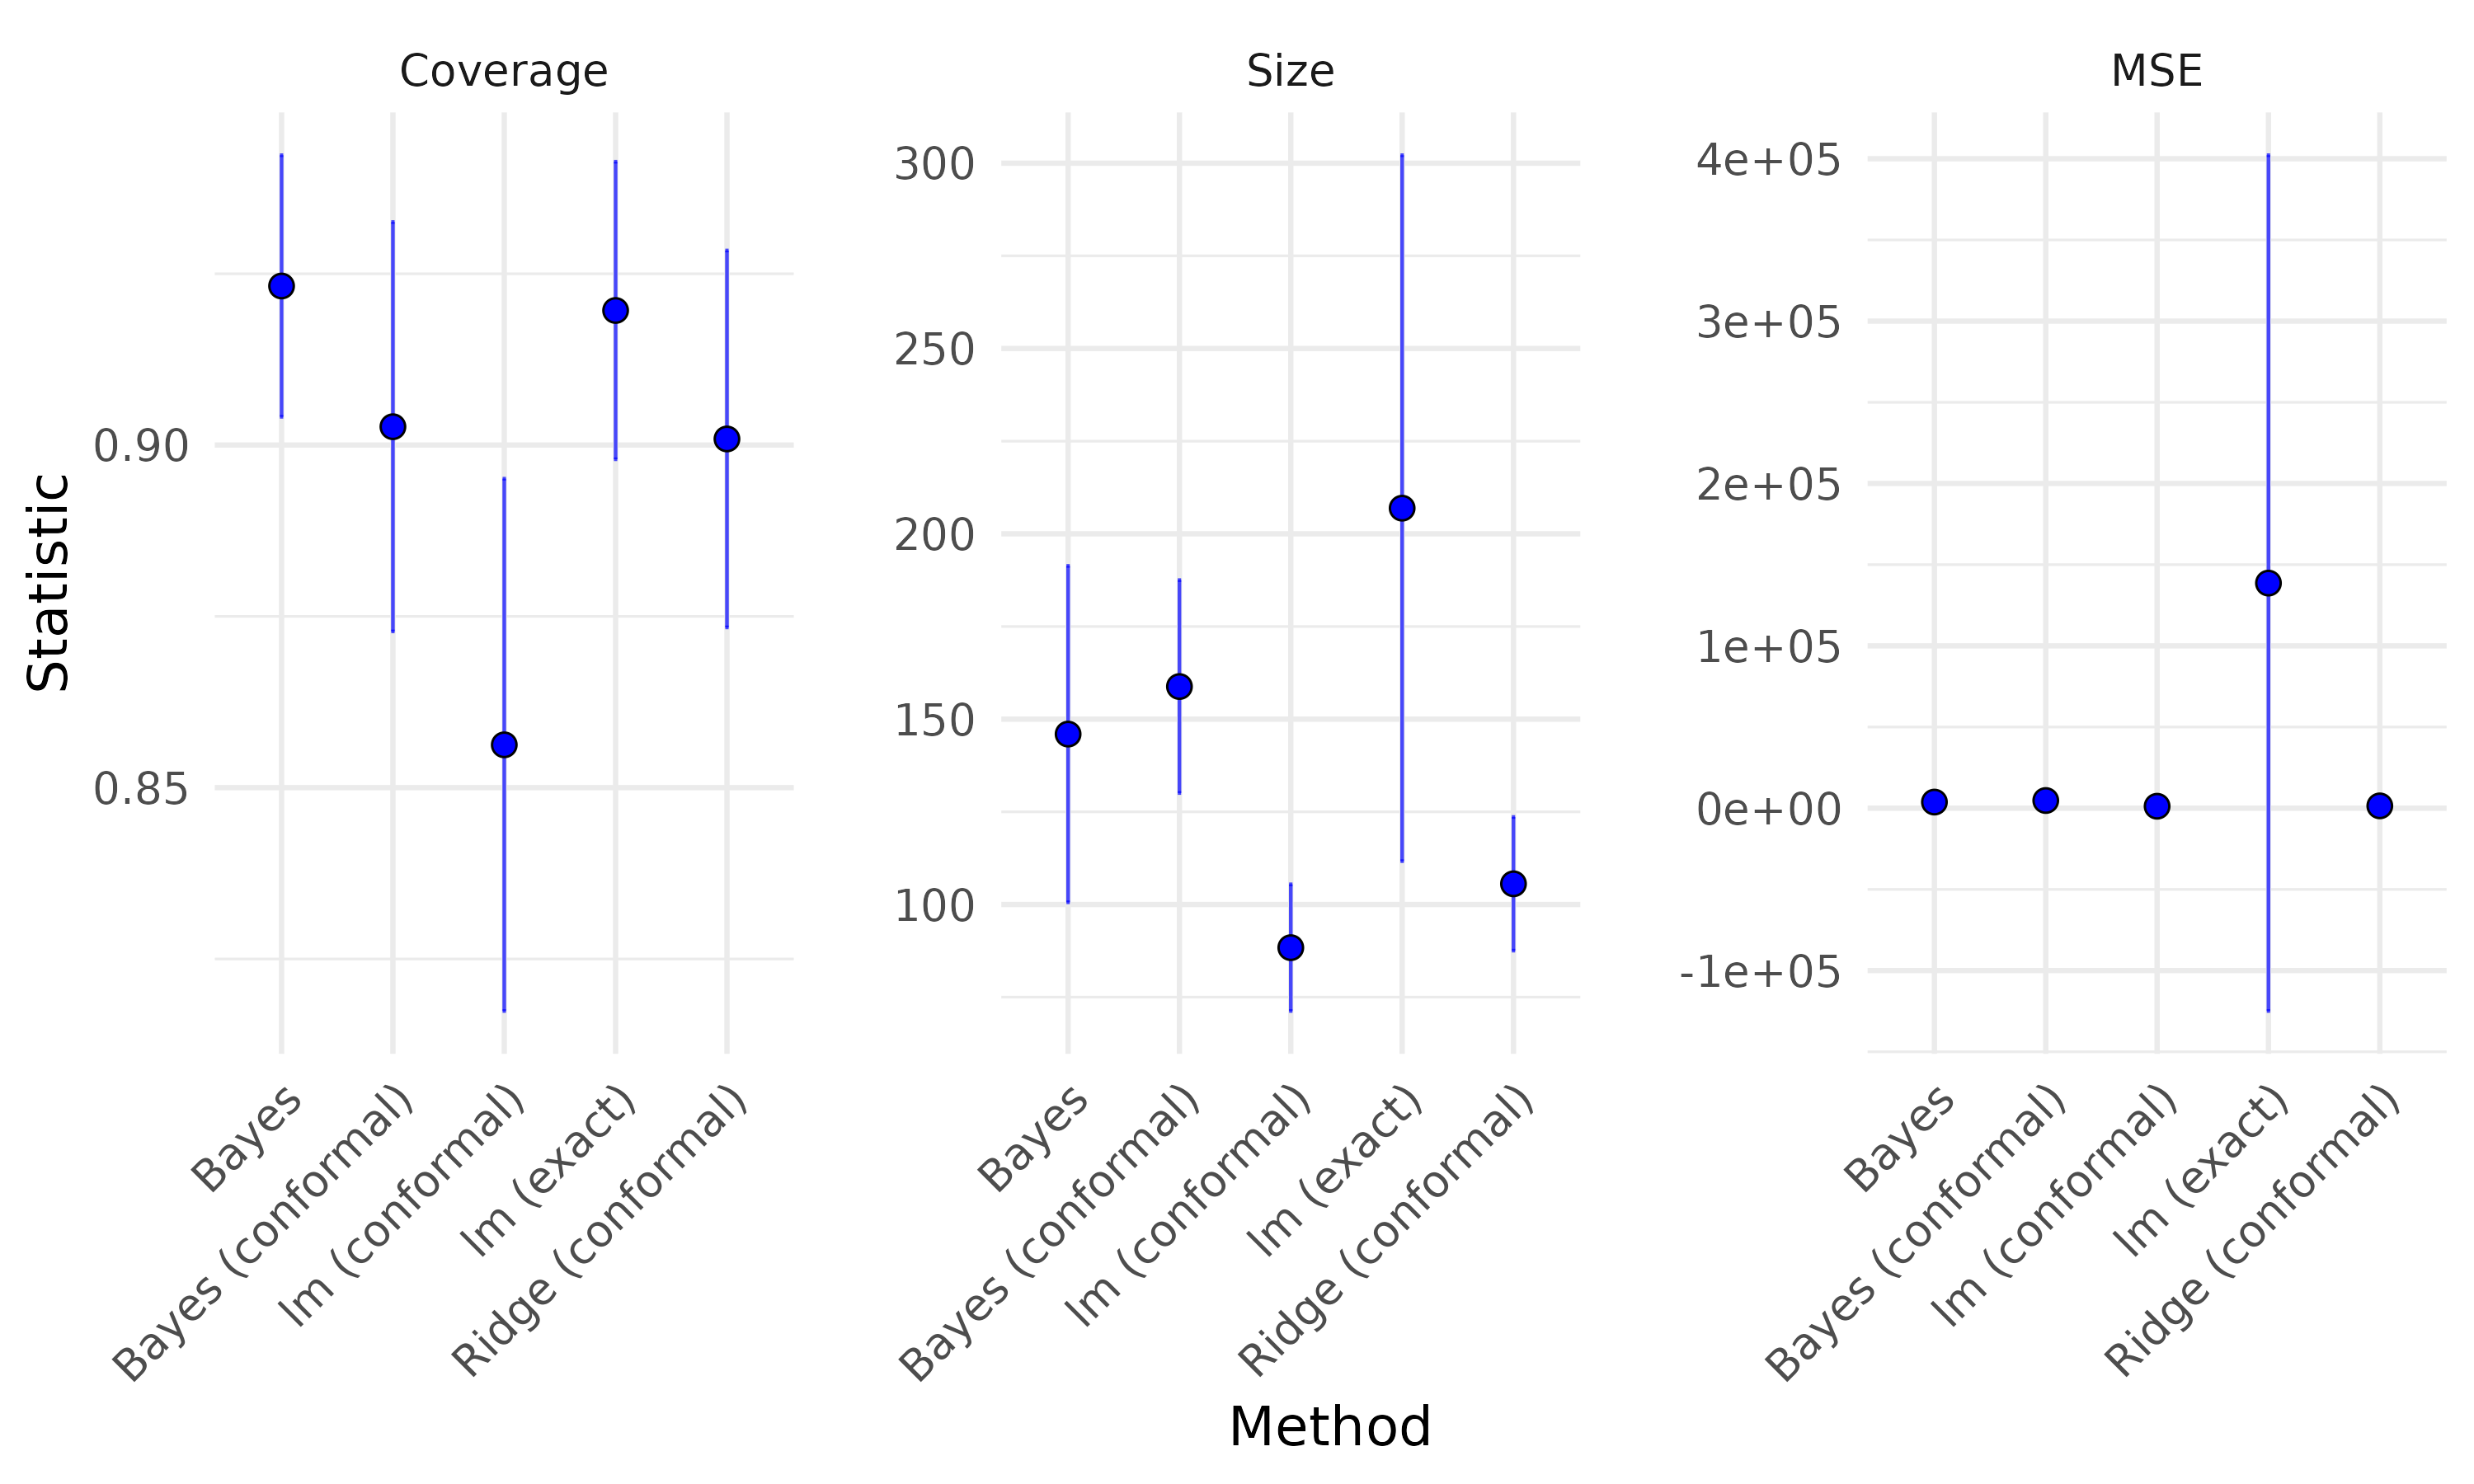 Coverage
Size
MSE
Statistic
0.90
0.85
300
250
200
150
100
4e+05
3e+05
2e+05
1e+05
0e+00
-1e+05
Bayes
Bayes (conformal)
lm (conformal)
lm (exact)
Ridge (conformal)
Bayes
Bayes (conformal)
lm (conformal)
lm (exact)
Ridge (conformal)
Bayes
Bayes (conformal)
lm (conformal)
lm (exact)
Ridge (conformal)
Method